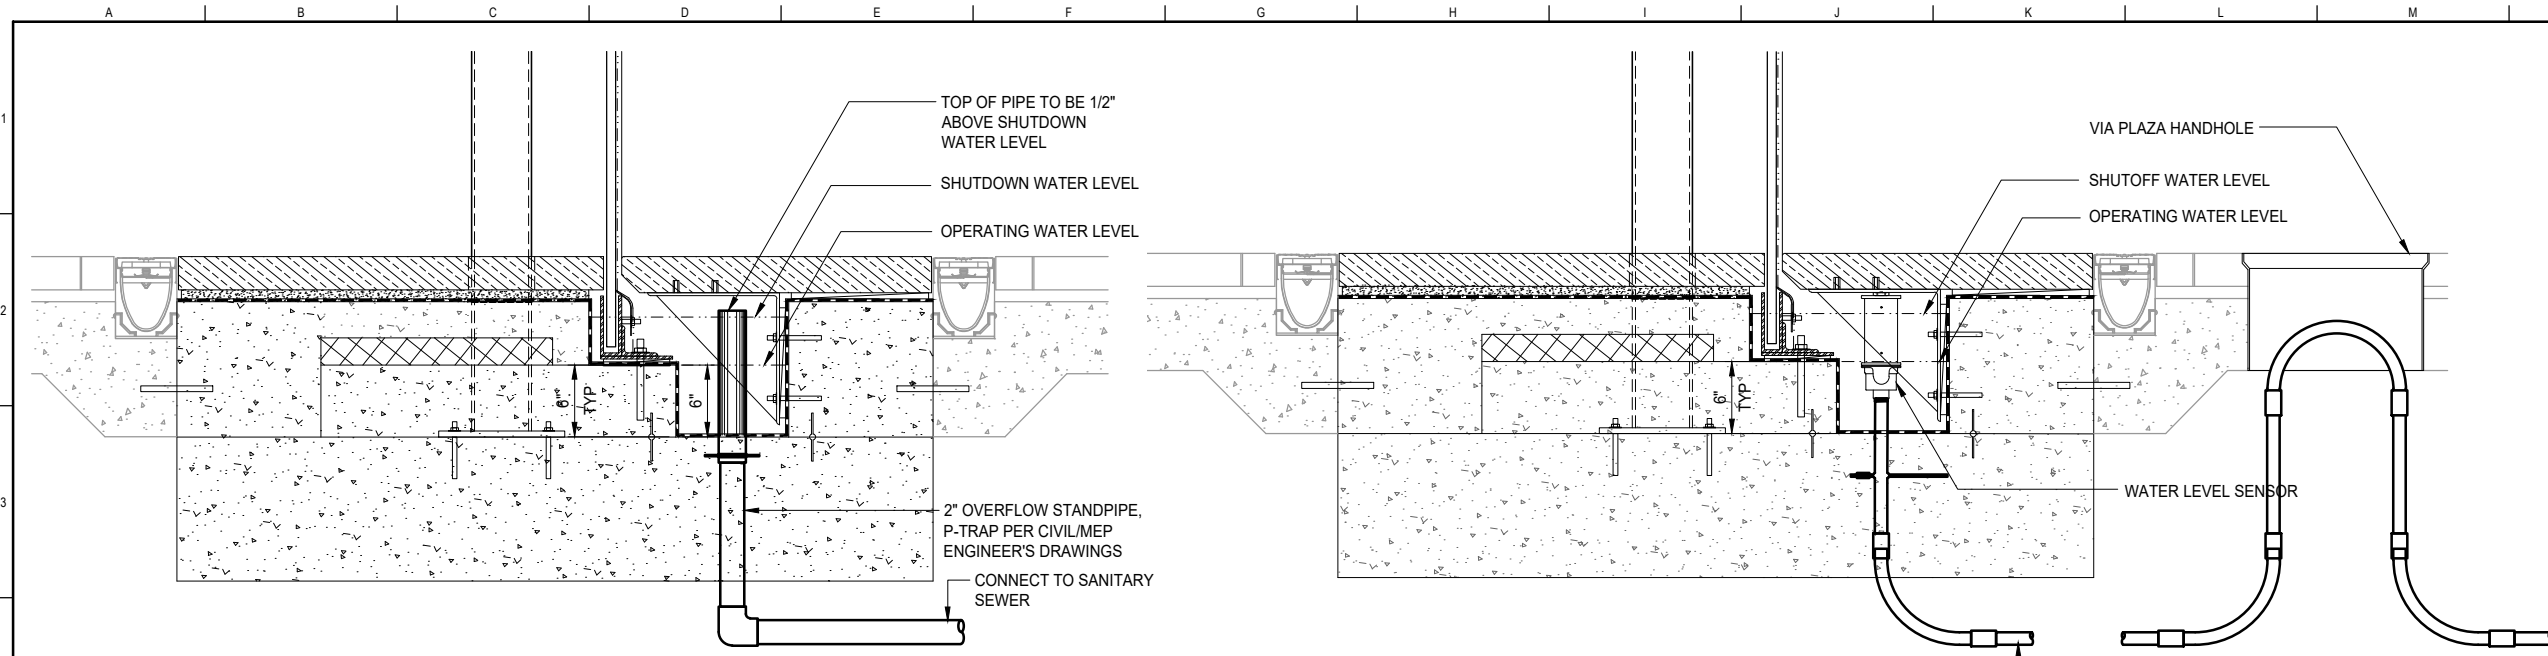 A B C D E F G H I J K L M
1
2
3
TOP OF PIPE TO BE 1/2"
ABOVE SHUTDOWN
WATER LEVEL
SHUTDOWN WATER LEVEL
OPERATING WATER LEVEL
6"
TYP
6"
2" OVERFLOW STANDPIPE,
P-TRAP PER CIVIL/MEP
ENGINEER'S DRAWINGS
CONNECT TO SANITARY
SEWER
VIA PLAZA HANDHOLE
SHUTOFF WATER LEVEL
OPERATING WATER LEVEL
6"
TYP
WATER LEVEL SENSOR